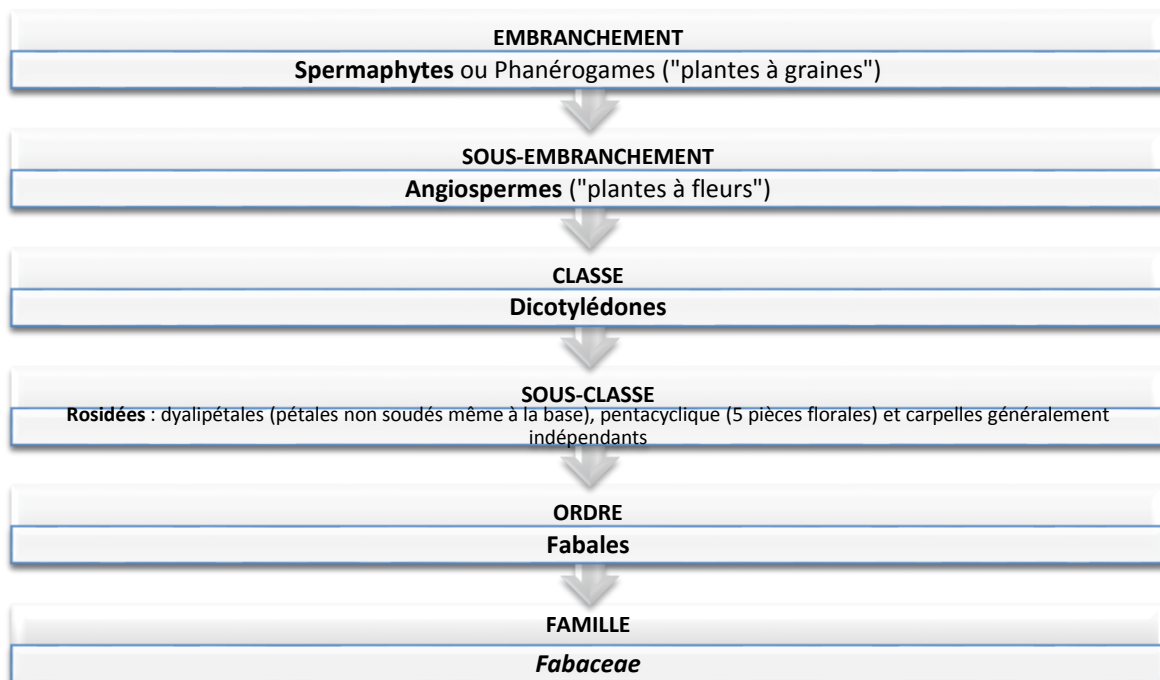 EMBRANCHEMENT
Spermaphytes ou Phanérogames ("plantes à graines")
SOUS-EMBRANCHEMENT
Angiospermes ("plantes à fleurs")
CLASSE
Dicotylédones
SOUS-CLASSE
Rosidées : dyalipétales (pétales non soudés même à la base), pentacyclique (5 pièces florales) et carpelles généralement
indépendants
ORDRE
Fabales
FAMILLE
Fabaceae